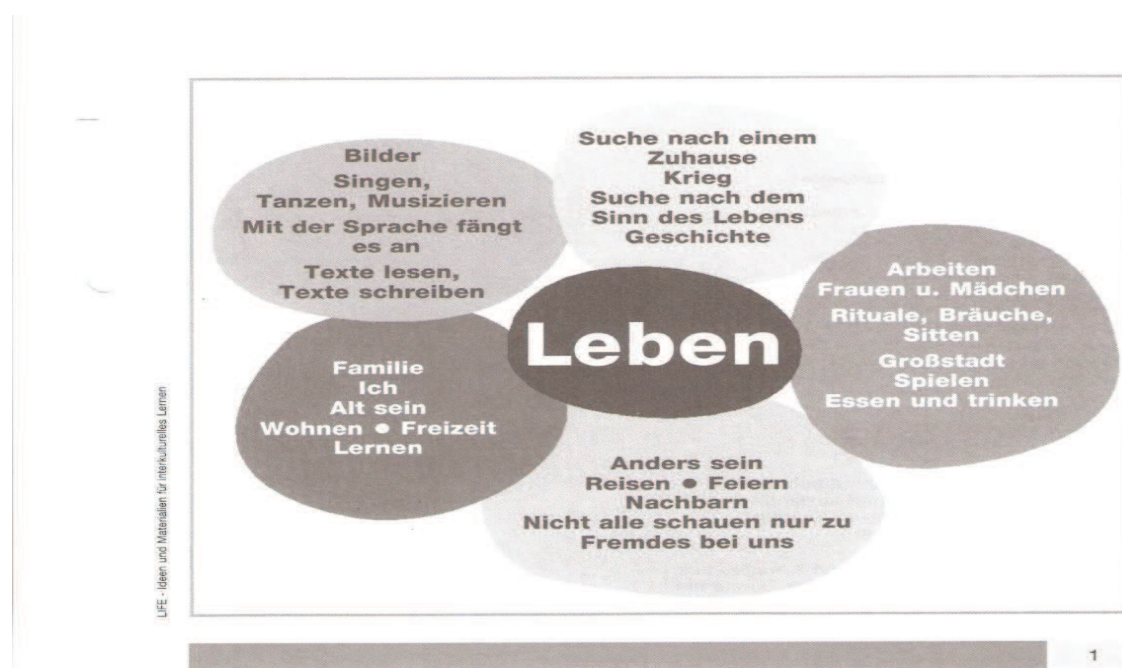 Bilder
Singen,
Tanzen, Musizieren
Mit der Sprache fängt
es an
Texte lesen,
Texte schreiben
Suche nach einem
Zuhause
Krieg
Suche nach dem
Sinn des Lebens
Geschichte
Arbeiten
Frauen u. Mädchen
Rituale, Bräuche,
Sitten
Großstadt
Spielen
Essen und trinken
Leben
Familie
Ich
Alt sein
Wohnen ● Freizeit
Lernen
Anders sein
Reisen ● Feiern
Nachbarn
Nicht alle schauen nur zu
Fremdes bei uns
LIFE - Ideen und Materialien für interkulturelles Lernen
1